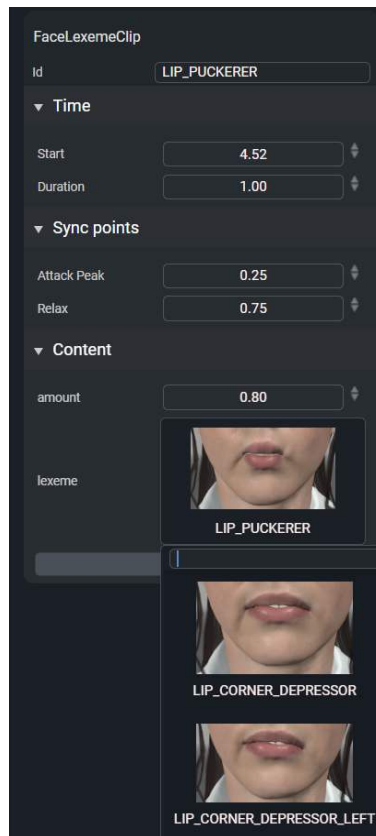 FaceLexemeClip
Id LIP_PUCKERER
Time
Start 4.52
Duration 1.00
Sync points
Attack Peak 0.25
Relax 0.75
Content
amount 0.80
lexeme
LIP_PUCKERER
LIP_CORNER_DEPRESSOR
LIP_CORNER_DEPRESSOR_LEFT